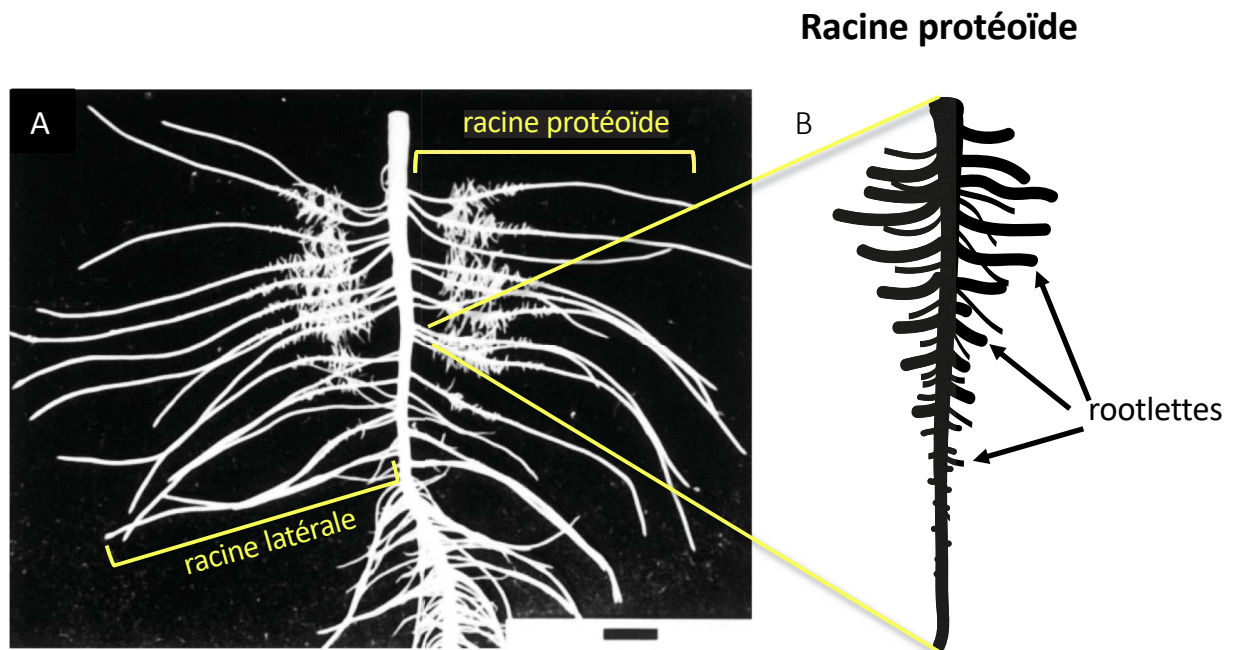 Racine protéoïde
A
racine protéoïde
B
rootlettes
racine latérale